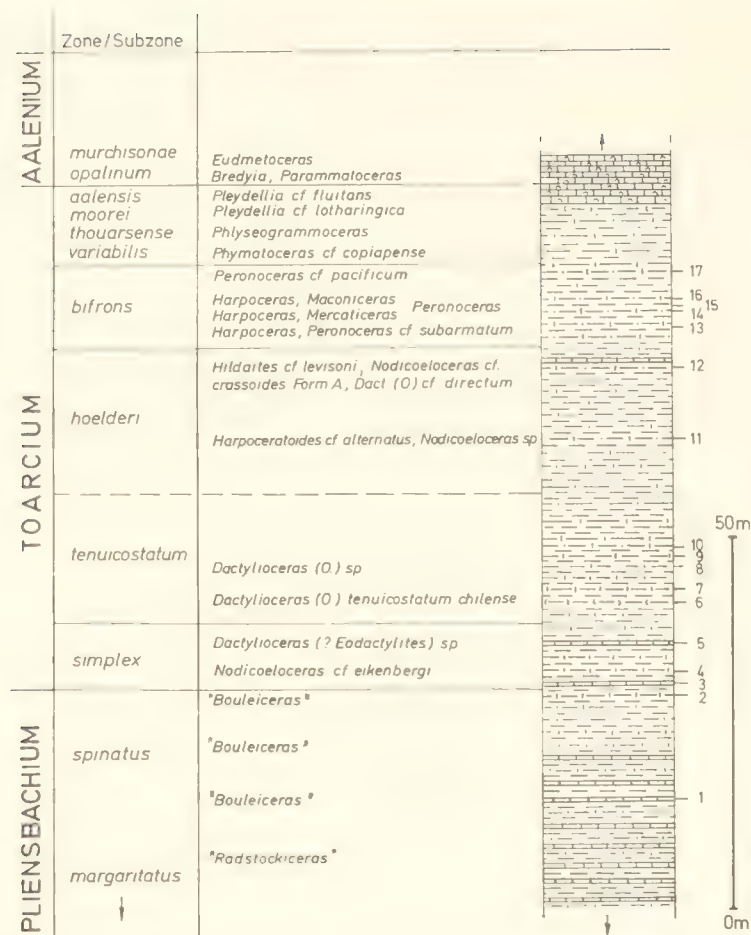 Zone/Subzone
AALENIUM
murchisonae Eudmetoceras
opalinum Bredyia, Parammatoceras
TOARCIUM
aalensis Pleydellia cf fluitans
moorei Pleydellia cf lotharingica
thouarsense Phlyseogrammoceras
variabilis Phymatoceras cf copiapense
Peronoceras cf pacificum 17
bifrons
Harpoceras, Maconiceras Peronoceras 16
15
Harpoceras, Mercaticeras 14
Harpoceras, Peronoceras cf subarmatum 13
Hildaites cf levisoni, Nodicoeloceras cf. 12
crassoides Form A, Dact (O) cf directum
hoelderi
Harpoceratoides cf alternatus, Nodicoeloceras sp 11
50m
tenuicostatum 10
9
Dactylioceras (O.) sp 8
7
Dactylioceras (O) tenuicostatum chilense 6
Dactylioceras (? Eodactylites) sp 5
simplex
Nodicoeloceras cf eikenbergi 4
3
PLIENSBACHIUM
"Bouleiceras" 2
spinatus "Bouleiceras"
"Bouleiceras" 1
"Radstockiceras"
margaritatus
0m